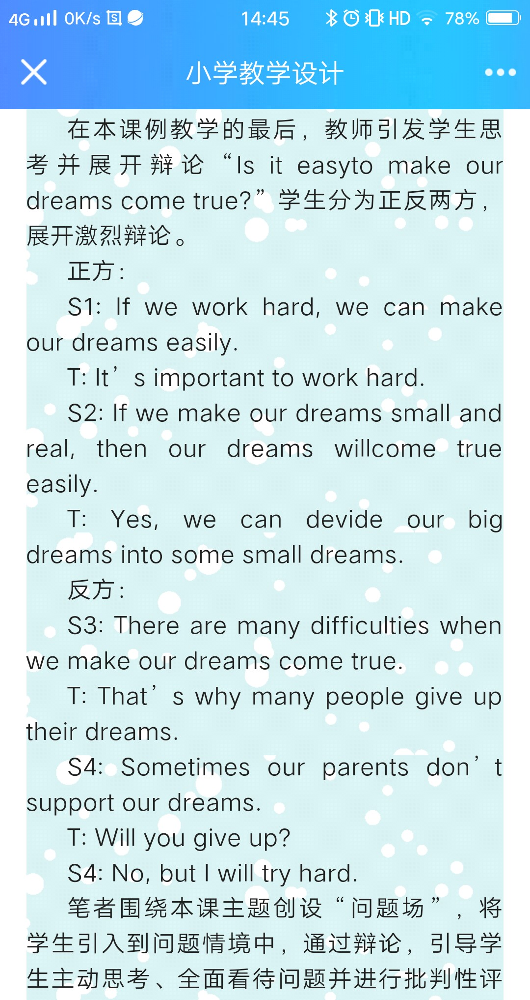 4G 0K/s 14:45 HD 78%
小学教学设计
在本课例教学的最后，教师引发学生思
考并展开辩论“Is it easyto make our
dreams come true?”学生分为正反两方，
展开激烈辩论。
正方：
S1: If we work hard, we can make
our dreams easily.
T: It’s important to work hard.
S2: If we make our dreams small and
real, then our dreams willcome true
easily.
T: Yes, we can devide our big
dreams into some small dreams.
反方：
S3: There are many difficulties when
we make our dreams come true.
T: That’s why many people give up
their dreams.
S4: Sometimes our parents don’t
support our dreams.
T: Will you give up?
S4: No, but I will try hard.
笔者围绕本课主题创设“问题场”，将
学生引入到问题情境中，通过辩论，引导学
生主动思考、全面看待问题并进行批判性评